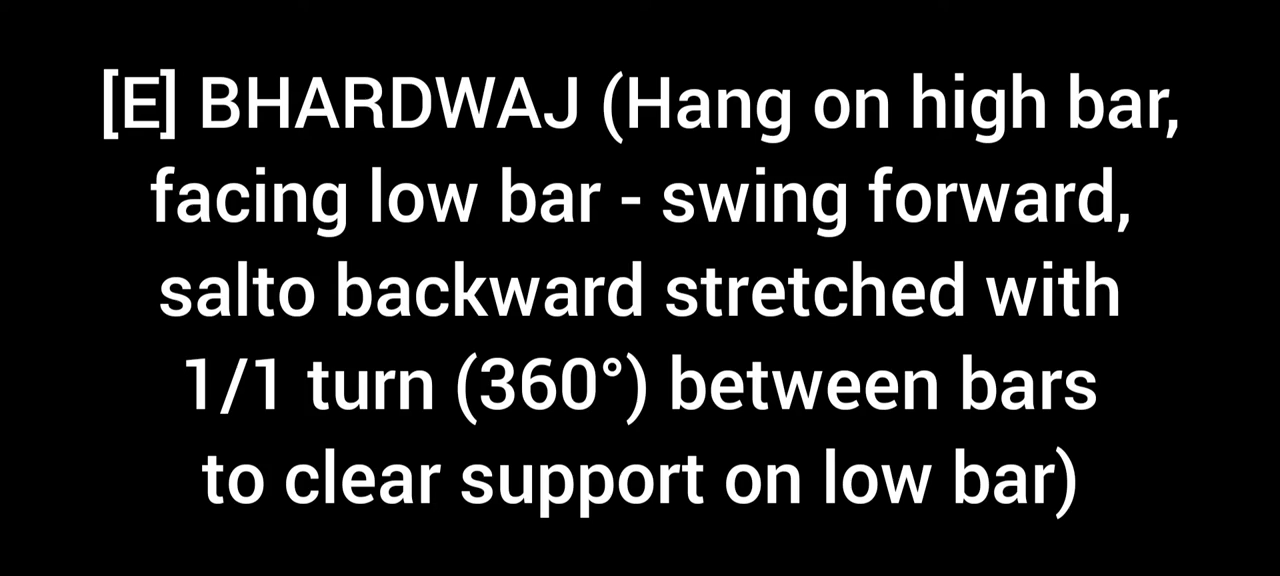 [E] BHARDWAJ (Hang on high bar,
facing low bar - swing forward,
salto backward stretched with
1/1 turn (360°) between bars
to clear support on low bar)